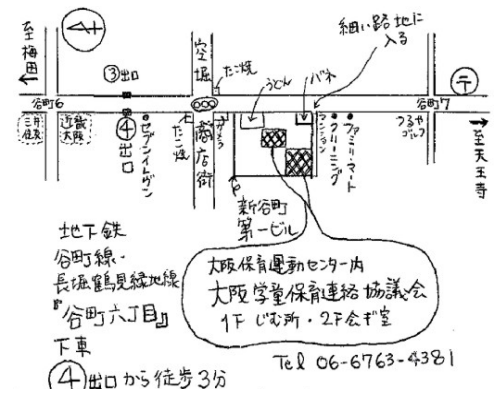 至梅田
③出口
空堀
商店街
たこ焼
うどん
パネ
細い路地に
入る
〒
谷町6
谷町7
三井
住友
近畿
大阪
④出口
セブンイレブン
たこ焼
マンション
クリーニング
ファミリーマート
つるや
ゴルフ
至天王寺
新谷町
第一ビル
地下鉄
谷町線・
長堀鶴見緑地線
『谷町六丁目』
下車
④出口から徒歩3分
大阪保育運動センター内
大阪学童保育連絡協議会
1F じむ所・2F会ぎ室
Tel 06-6763-4381